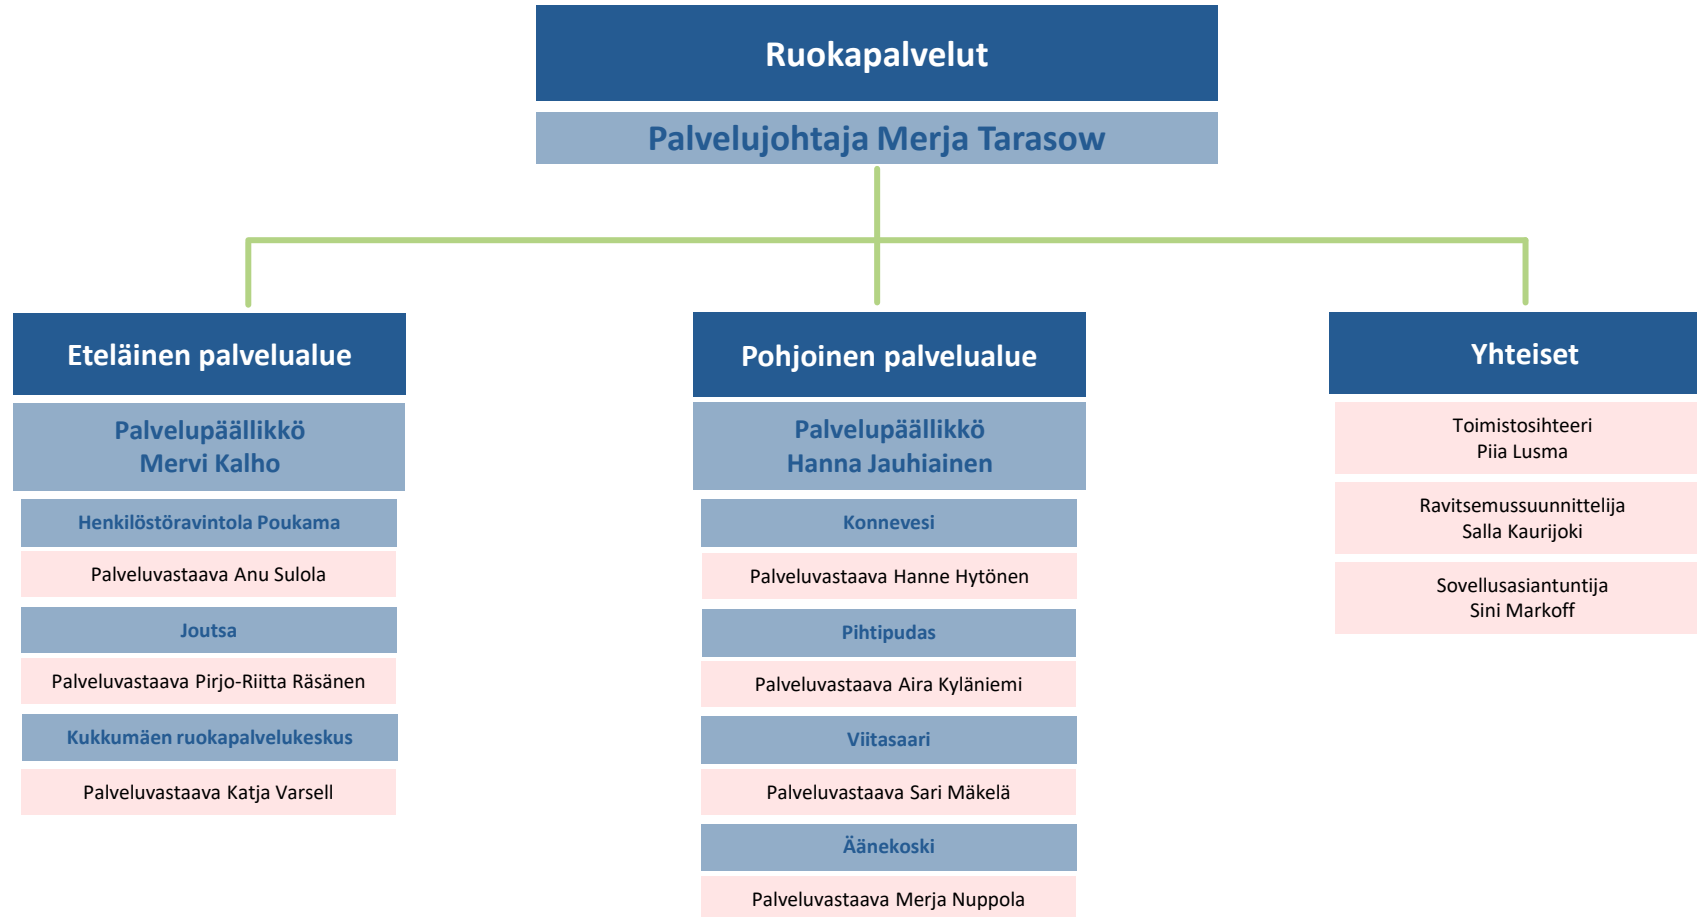 Ruokapalvelut
Palvelujohtaja Merja Tarasow
Eteläinen palvelualue
Palvelupäällikkö
Mervi Kalho
Henkilöstöravintola Poukama
Palveluvastaava Anu Sulola
Joutsa
Palveluvastaava Pirjo-Riitta Räsänen
Kukkumäen ruokapalvelukeskus
Palveluvastaava Katja Varsell
Pohjoinen palvelualue
Palvelupäällikkö
Hanna Jauhiainen
Konnevesi
Palveluvastaava Hanne Hytönen
Pihtipudas
Palveluvastaava Aira Kyläniemi
Viitasaari
Palveluvastaava Sari Mäkelä
Äänekoski
Palveluvastaava Merja Nuppola
Yhteiset
Toimistosihteeri
Piia Lusma
Ravitsemussuunnittelija
Salla Kaurijoki
Sovellusasiantuntija
Sini Markoff